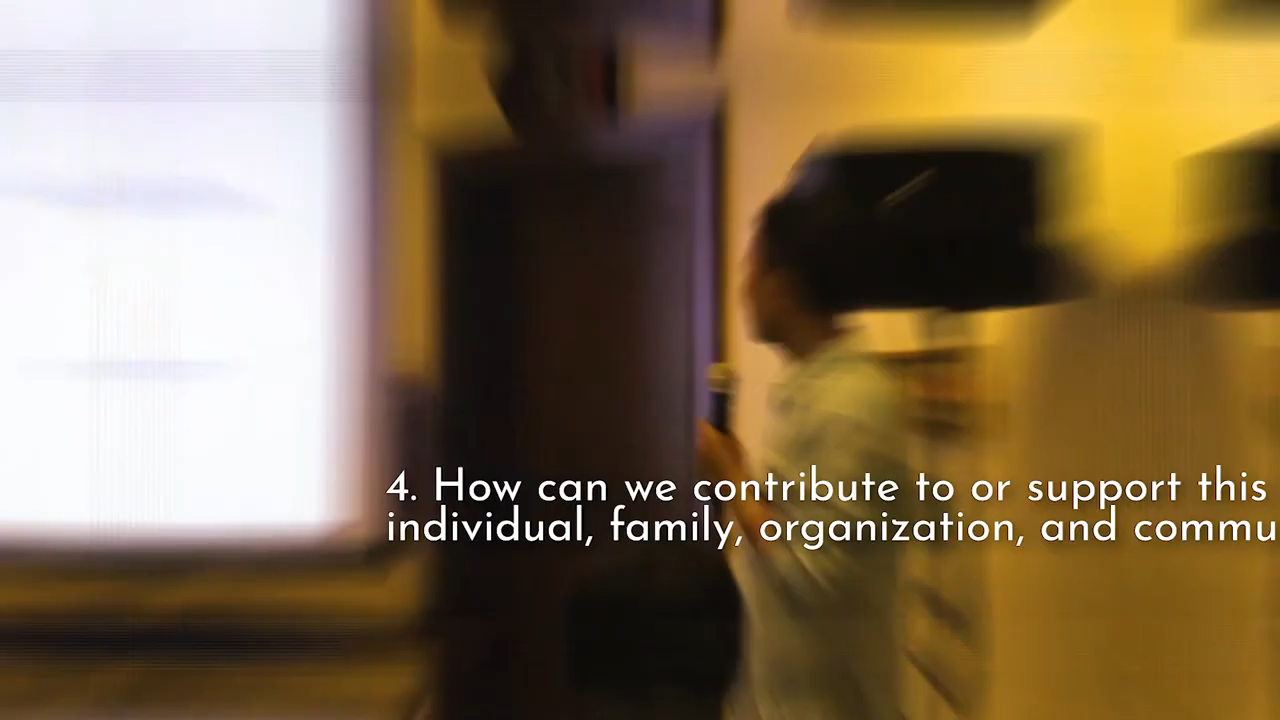 4. How can we contribute to or support this
individual, family, organization, and commu